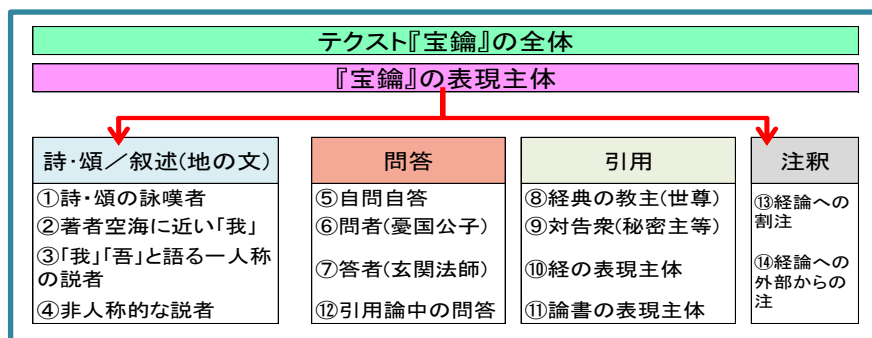 テクスト『宝鑰』の全体
『宝鑰』の表現主体
詩・頌／叙述(地の文)
①詩・頌の詠嘆者
②著者空海に近い「我」
③「我」「吾」と語る一人称
の説者
④非人称的な説者
問答
⑤自問自答
⑥問者(憂国公子)
⑦答者(玄関法師)
⑫引用論中の問答
引用
⑧経典の教主(世尊)
⑨対告衆(秘密主等)
⑩経の表現主体
⑪論書の表現主体
注釈
⑬経論への
割注
⑭経論への
外部からの
注